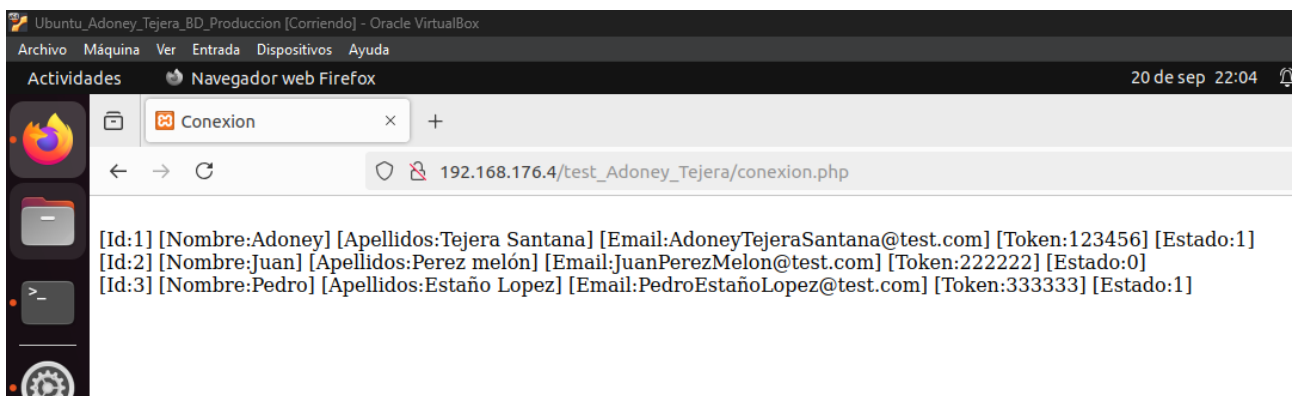 Ubuntu_Adoney_Tejera_BD_Produccion [Corriendo] - Oracle VirtualBox
Archivo Máquina Ver Entrada Dispositivos Ayuda
Actividades Navegador web Firefox 20 de sep 22:04
Conexion
192.168.176.4/test_Adoney_Tejera/conexion.php
[Id:1] [Nombre:Adoney] [Apellidos:Tejera Santana] [Email:AdoneyTejeraSantana@test.com] [Token:123456] [Estado:1]
[Id:2] [Nombre:Juan] [Apellidos:Perez melón] [Email:JuanPerezMelon@test.com] [Token:222222] [Estado:0]
[Id:3] [Nombre:Pedro] [Apellidos:Estaño Lopez] [Email:PedroEstañoLopez@test.com] [Token:333333] [Estado:1]